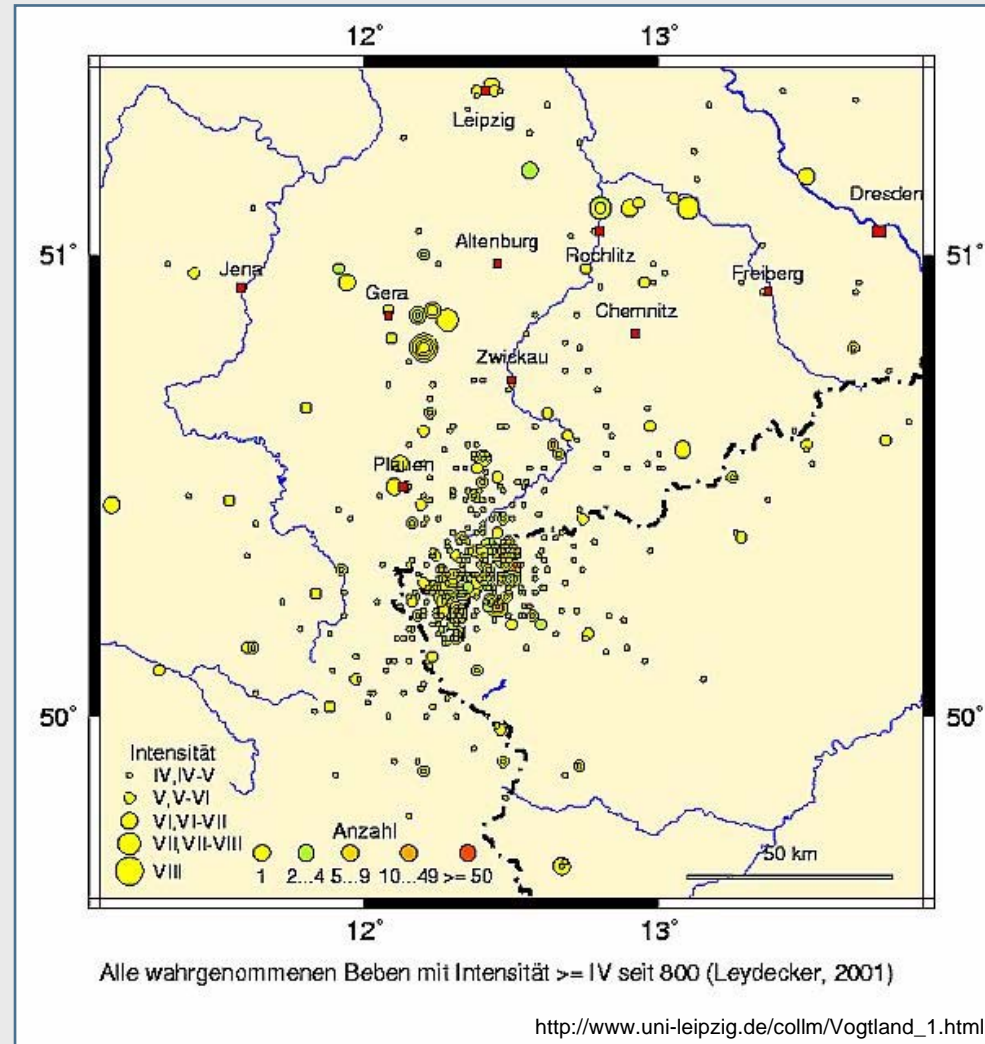 12° 13°
Leipzig
Dresden
51° 51°
Altenburg
Rochlitz
Jena
Freiberg
Gera
Chemnitz
Zwickau
Plauen
50° 50°
Intensität
IV,IV-V
V,V-VI
VI,VI-VII
VII,VII-VIII
VIII
Anzahl
1 2...4 5...9 10...49 >= 50
50 km
12° 13°
Alle wahrgenommenen Beben mit Intensität >= IV seit 800 (Leydecker, 2001)
http://www.uni-leipzig.de/collm/Vogtland_1.html